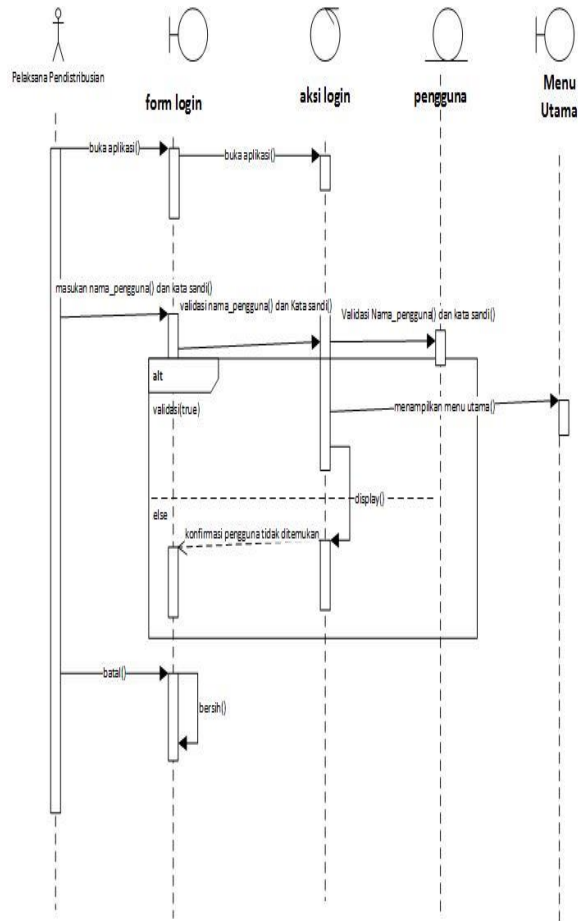 Pelaksana Pendistribusian
form login
aksi login
pengguna
Menu
Utama
buka aplikasi()
buka aplikasi()
masukan nama_pengguna() dan kata sandi()
validasi nama_pengguna() dan Kata sandi()
Validasi Nama_pengguna() dan kata sandi()
alt
validasi(true)
menampilkan menu utama()
display()
else
konfirmasi pengguna tidak ditemukan
batal()
bersih()